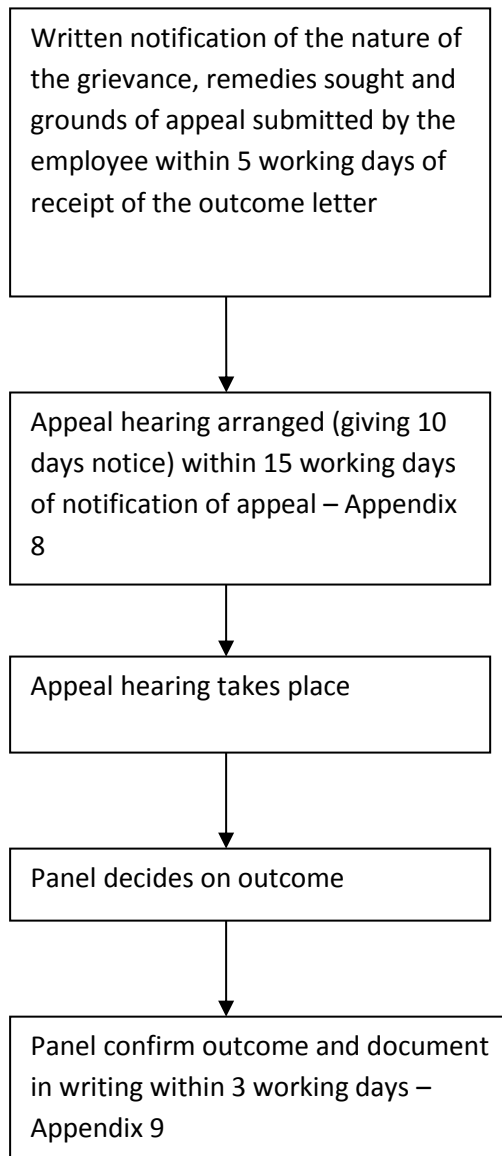 Written notification of the nature of
the grievance, remedies sought and
grounds of appeal submitted by the
employee within 5 working days of
receipt of the outcome letter
Appeal hearing arranged (giving 10
days notice) within 15 working days
of notification of appeal – Appendix
8
Appeal hearing takes place
Panel decides on outcome
Panel confirm outcome and document
in writing within 3 working days –
Appendix 9